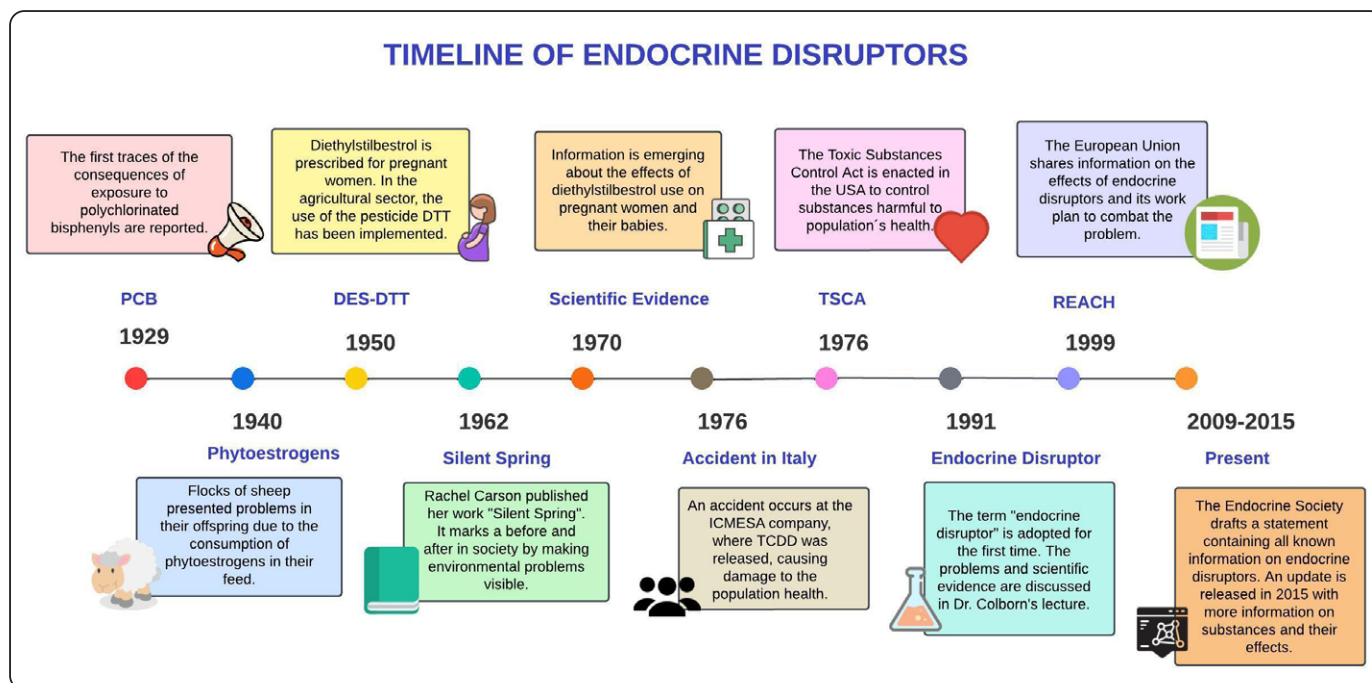 TIMELINE OF ENDOCRINE DISRUPTORS
The first traces of the
consequences of
exposure to
polychlorinated
bisphenyls are reported.
PCB
1929
Diethylstilbestrol is
prescribed for pregnant
women. In the
agricultural sector, the
use of the pesticide DTT
has been implemented.
DES-DTT
1950
Information is emerging
about the effects of
diethylstilbestrol use on
pregnant women and
their babies.
Scientific Evidence
1970
The Toxic Substances
Control Act is enacted in
the USA to control
substances harmful to
population´s health.
TSCA
1976
The European Union
shares information on the
effects of endocrine
disruptors and its work
plan to combat the
problem.
REACH
1999
1940
Phytoestrogens
Flocks of sheep
presented problems in
their offspring due to the
consumption of
phytoestrogens in their
feed.
1962
Silent Spring
Rachel Carson published
her work "Silent Spring".
It marks a before and
after in society by making
environmental problems
visible.
1976
Accident in Italy
An accident occurs at the
ICMESA company,
where TCDD was
released, causing
damage to the
population health.
1991
Endocrine Disruptor
The term "endocrine
disruptor" is adopted for
the first time. The
problems and scientific
evidence are discussed
in Dr. Colborn's lecture.
2009-2015
Present
The Endocrine Society
drafts a statement
containing all known
information on endocrine
disruptors. An update is
released in 2015 with
more information on
substances and their
effects.